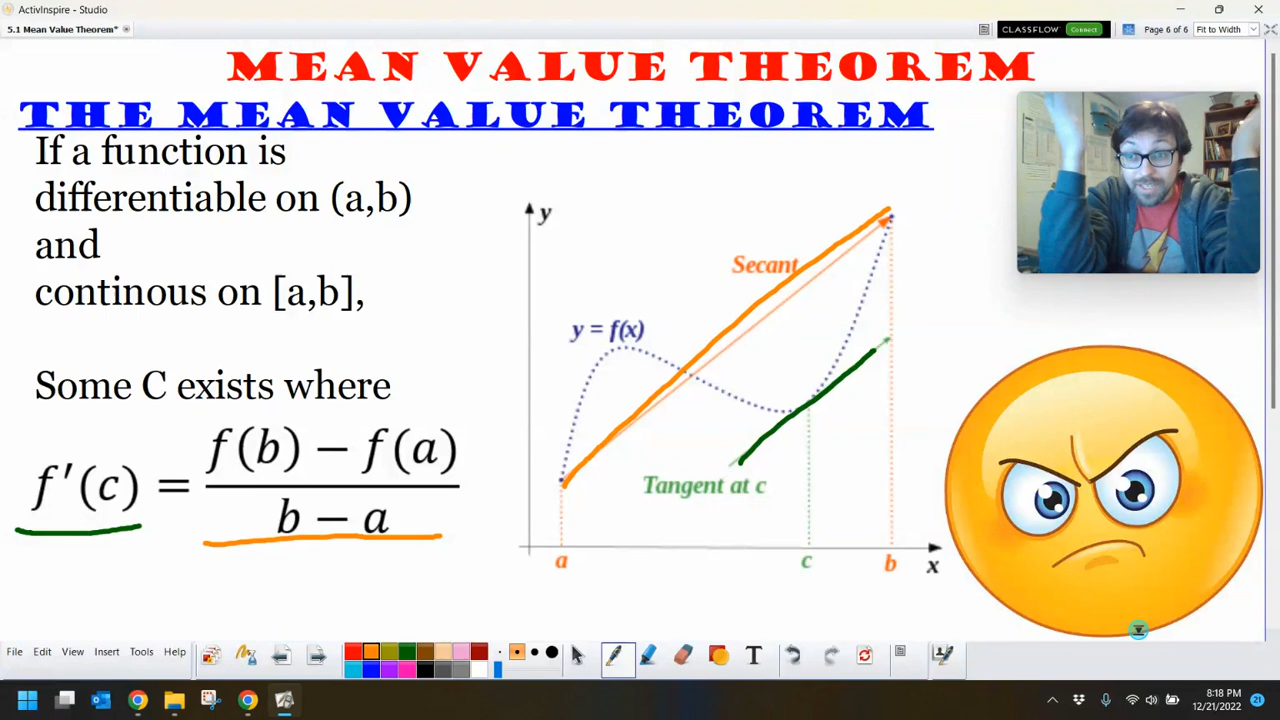 ActivInspire - Studio
5.1 Mean Value Theorem*
CLASSFLOW Connect
Page 6 of 6
Fit to Width
MEAN VALUE THEOREM
THE MEAN VALUE THEOREM
If a function is
differentiable on (a,b)
and
continous on [a,b],
Some C exists where
f′(c) = f(b) − f(a)
b − a
y
Secant
y = f(x)
Tangent at c
a
c
b
x
File Edit View Insert Tools Help
T
8:18 PM
12/21/2022
21